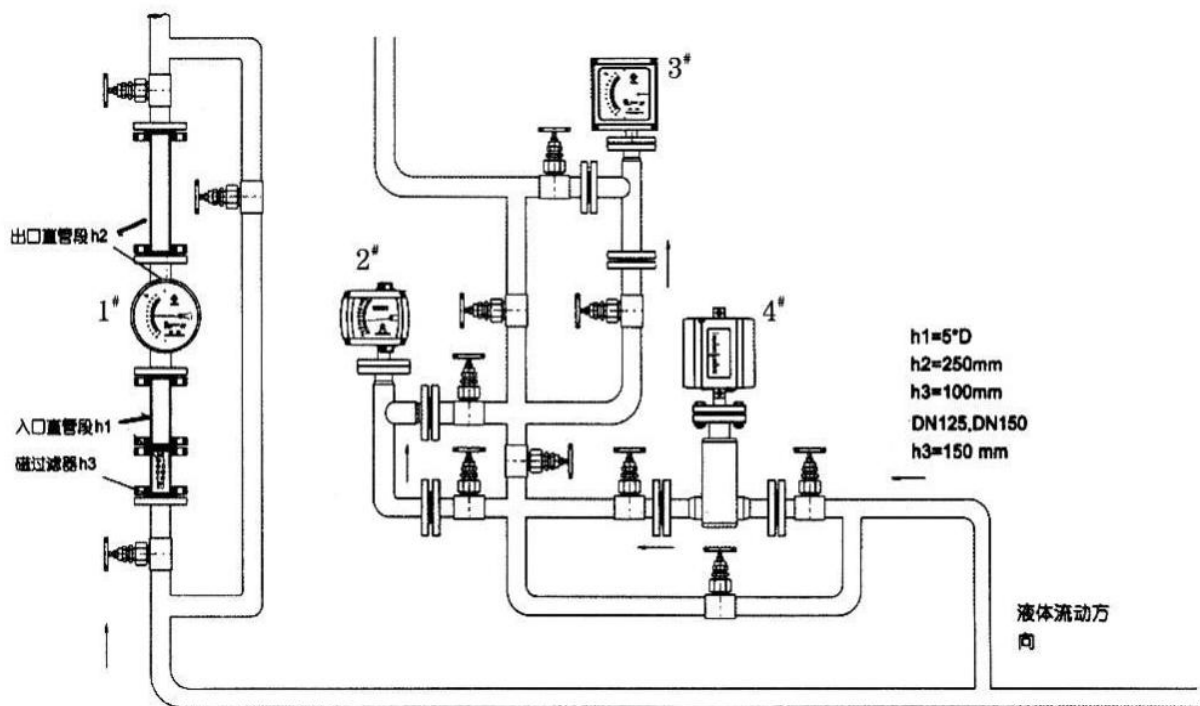 3#
出口直管段h2
2#
1#
4#
h1=5°D
h2=250mm
h3=100mm
DN125,DN150
h3=150 mm
入口直管段h1
磁过滤器h3
液体流动方
向